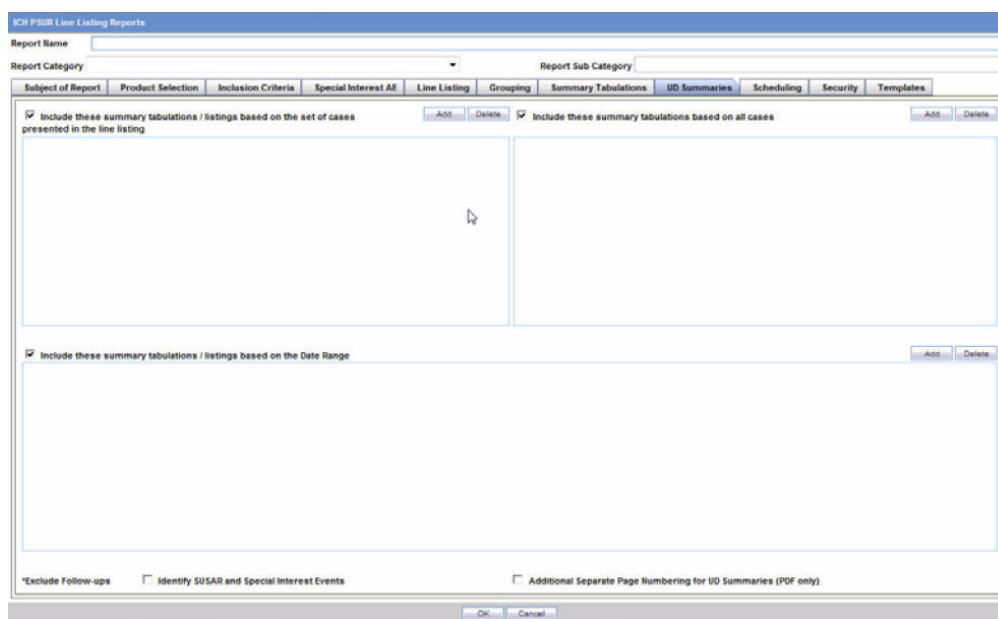 ICH PSUR Line Listing Reports
Report Name
Report Category Report Sub Category
Subject of Report Product Selection Inclusion Criteria Special Interest AE Line Listing Grouping Summary Tabulations UD Summaries Scheduling Security Templates
Include these summary tabulations / listings based on the set of cases
presented in the line listing
Add Delete
Include these summary tabulations based on all cases
Add Delete
Include these summary tabulations / listings based on the Date Range
Add Delete
*Exclude Follow-ups Identify SUSAR and Special Interest Events Additional Separate Page Numbering for UD Summaries (PDF only)
OK Cancel